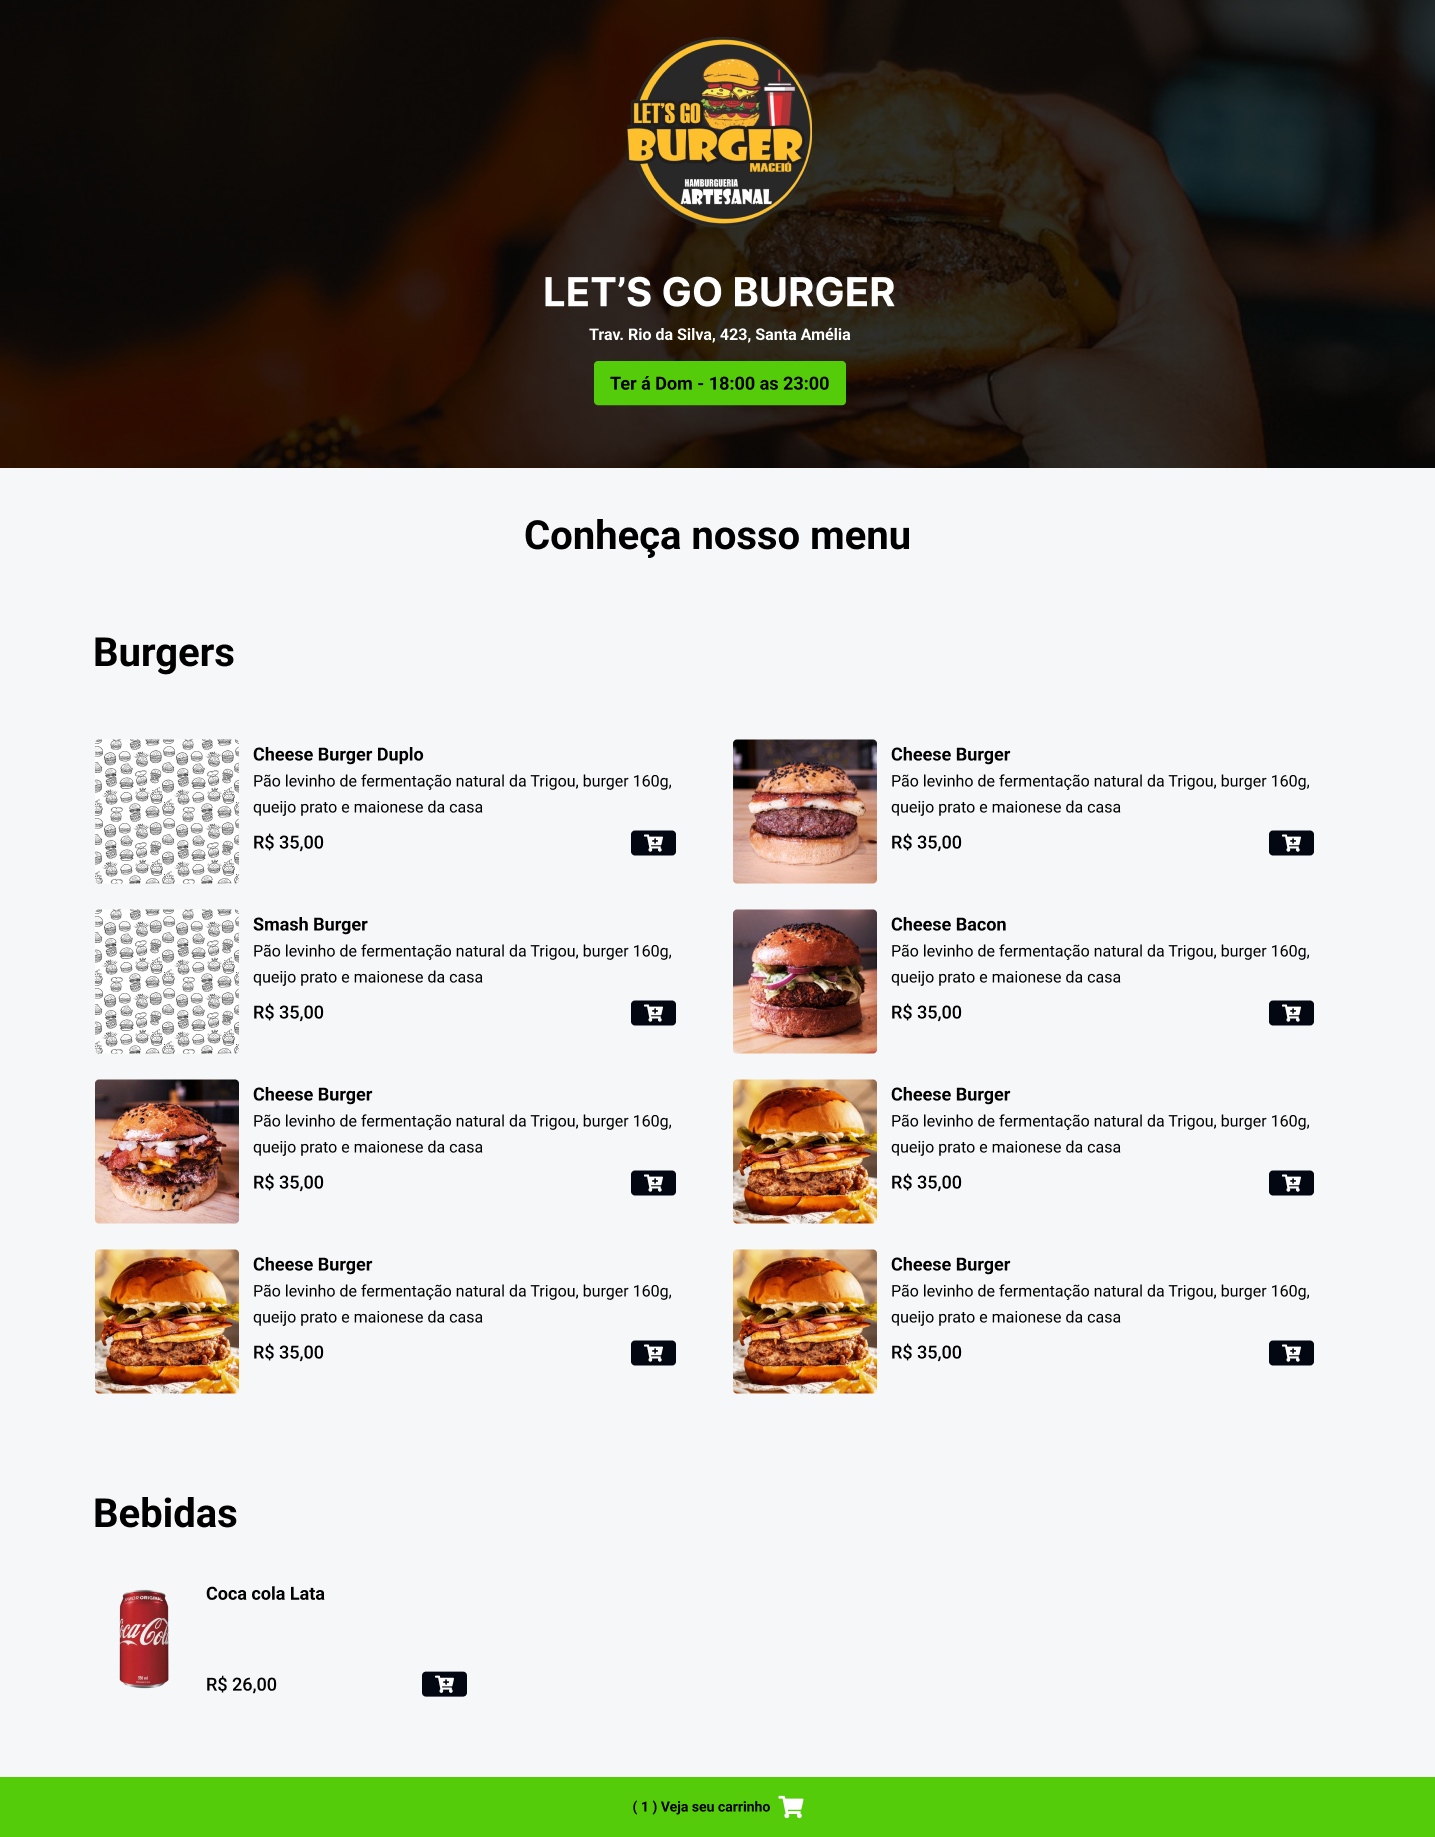 LET'S GO
BURGER
MACEIÓ
HAMBURGUERIA
ARTESANAL
LET’S GO BURGER
Trav. Rio da Silva, 423, Santa Amélia
Ter á Dom - 18:00 as 23:00
Conheça nosso menu
Burgers
Cheese Burger Duplo
Pão levinho de fermentação natural da Trigou, burger 160g,
queijo prato e maionese da casa
R$ 35,00
Cheese Burger
Pão levinho de fermentação natural da Trigou, burger 160g,
queijo prato e maionese da casa
R$ 35,00
Smash Burger
Pão levinho de fermentação natural da Trigou, burger 160g,
queijo prato e maionese da casa
R$ 35,00
Cheese Bacon
Pão levinho de fermentação natural da Trigou, burger 160g,
queijo prato e maionese da casa
R$ 35,00
Cheese Burger
Pão levinho de fermentação natural da Trigou, burger 160g,
queijo prato e maionese da casa
R$ 35,00
Cheese Burger
Pão levinho de fermentação natural da Trigou, burger 160g,
queijo prato e maionese da casa
R$ 35,00
Cheese Burger
Pão levinho de fermentação natural da Trigou, burger 160g,
queijo prato e maionese da casa
R$ 35,00
Cheese Burger
Pão levinho de fermentação natural da Trigou, burger 160g,
queijo prato e maionese da casa
R$ 35,00
Bebidas
Coca cola Lata
R$ 26,00
( 1 ) Veja seu carrinho